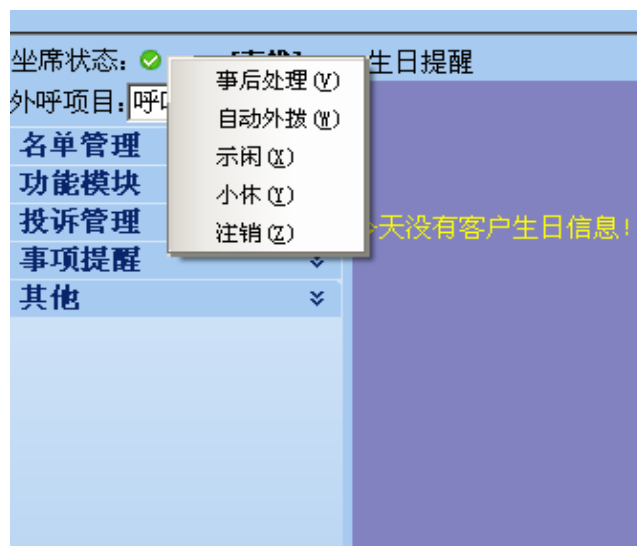 坐席状态: 生日提醒
外呼项目:呼
事后处理(V)
自动外拨(W)
示闲(X)
小休(Y)
注销(Z)
名单管理
功能模块
投诉管理
事项提醒
其他
天没有客户生日信息!